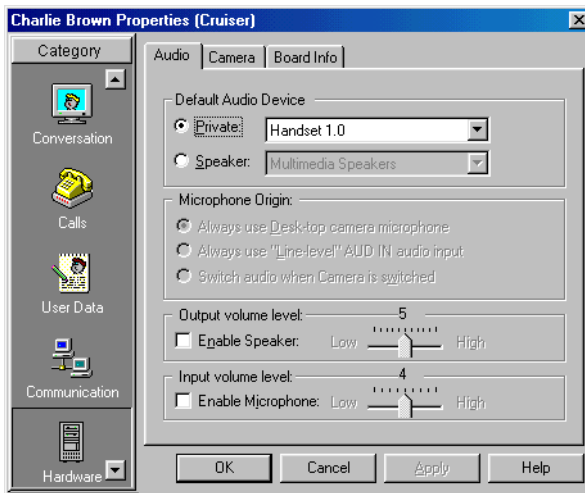 Charlie Brown Properties (Cruiser)
Category
Audio Camera Board Info
Default Audio Device
Private: Handset 1.0
Conversation
Speaker: Multimedia Speakers
Microphone Origin:
Always use Desk-top camera microphone
Calls
Always use "Line-level" AUD IN audio input
Switch audio when Camera is switched
User Data
Output volume level: 5
Enable Speaker: Low High
Input volume level: 4
Communication
Enable Microphone: Low High
Hardware
OK Cancel Apply Help